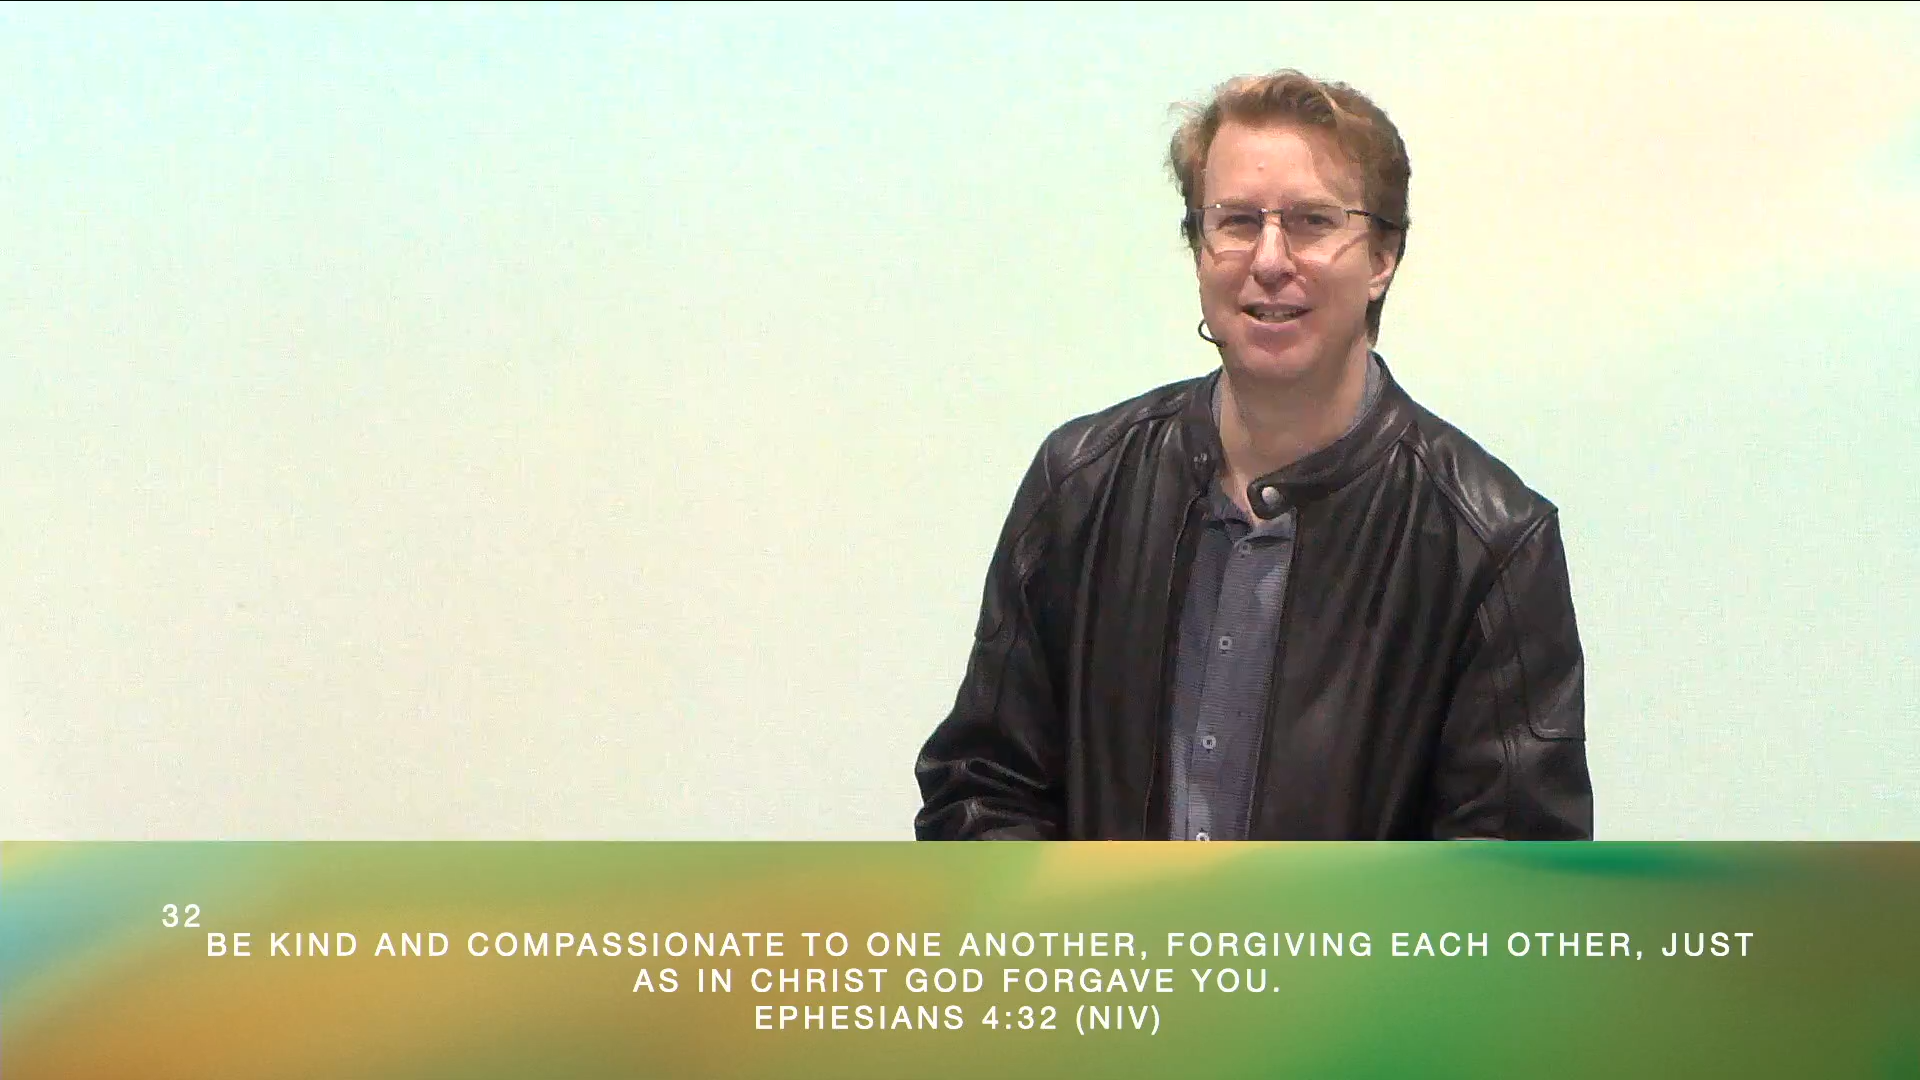 32
BE KIND AND COMPASSIONATE TO ONE ANOTHER, FORGIVING EACH OTHER, JUST
AS IN CHRIST GOD FORGAVE YOU.
EPHESIANS 4:32 (NIV)